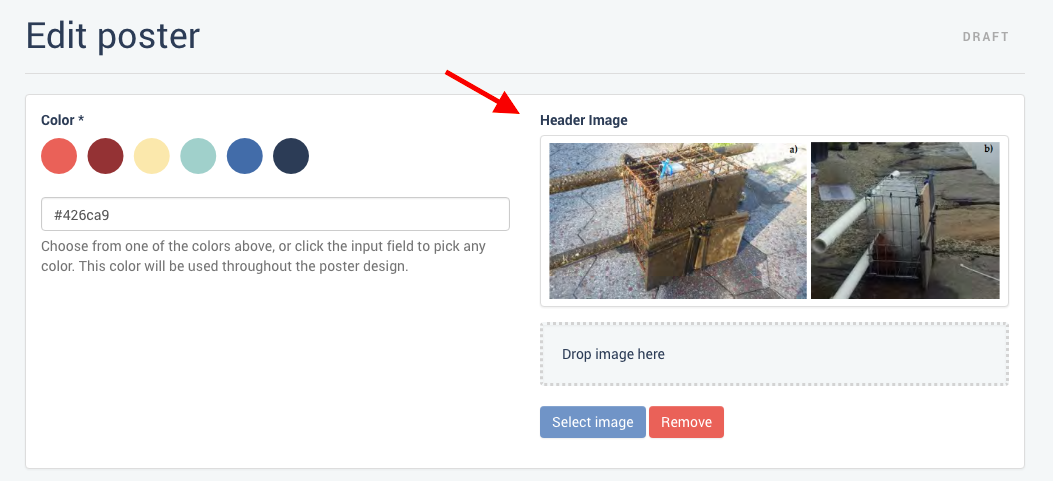 Edit poster
DRAFT
Color *
#426ca9
Choose from one of the colors above, or click the input field to pick any
color. This color will be used throughout the poster design.
Header Image
a)
b)
Drop image here
Select image
Remove